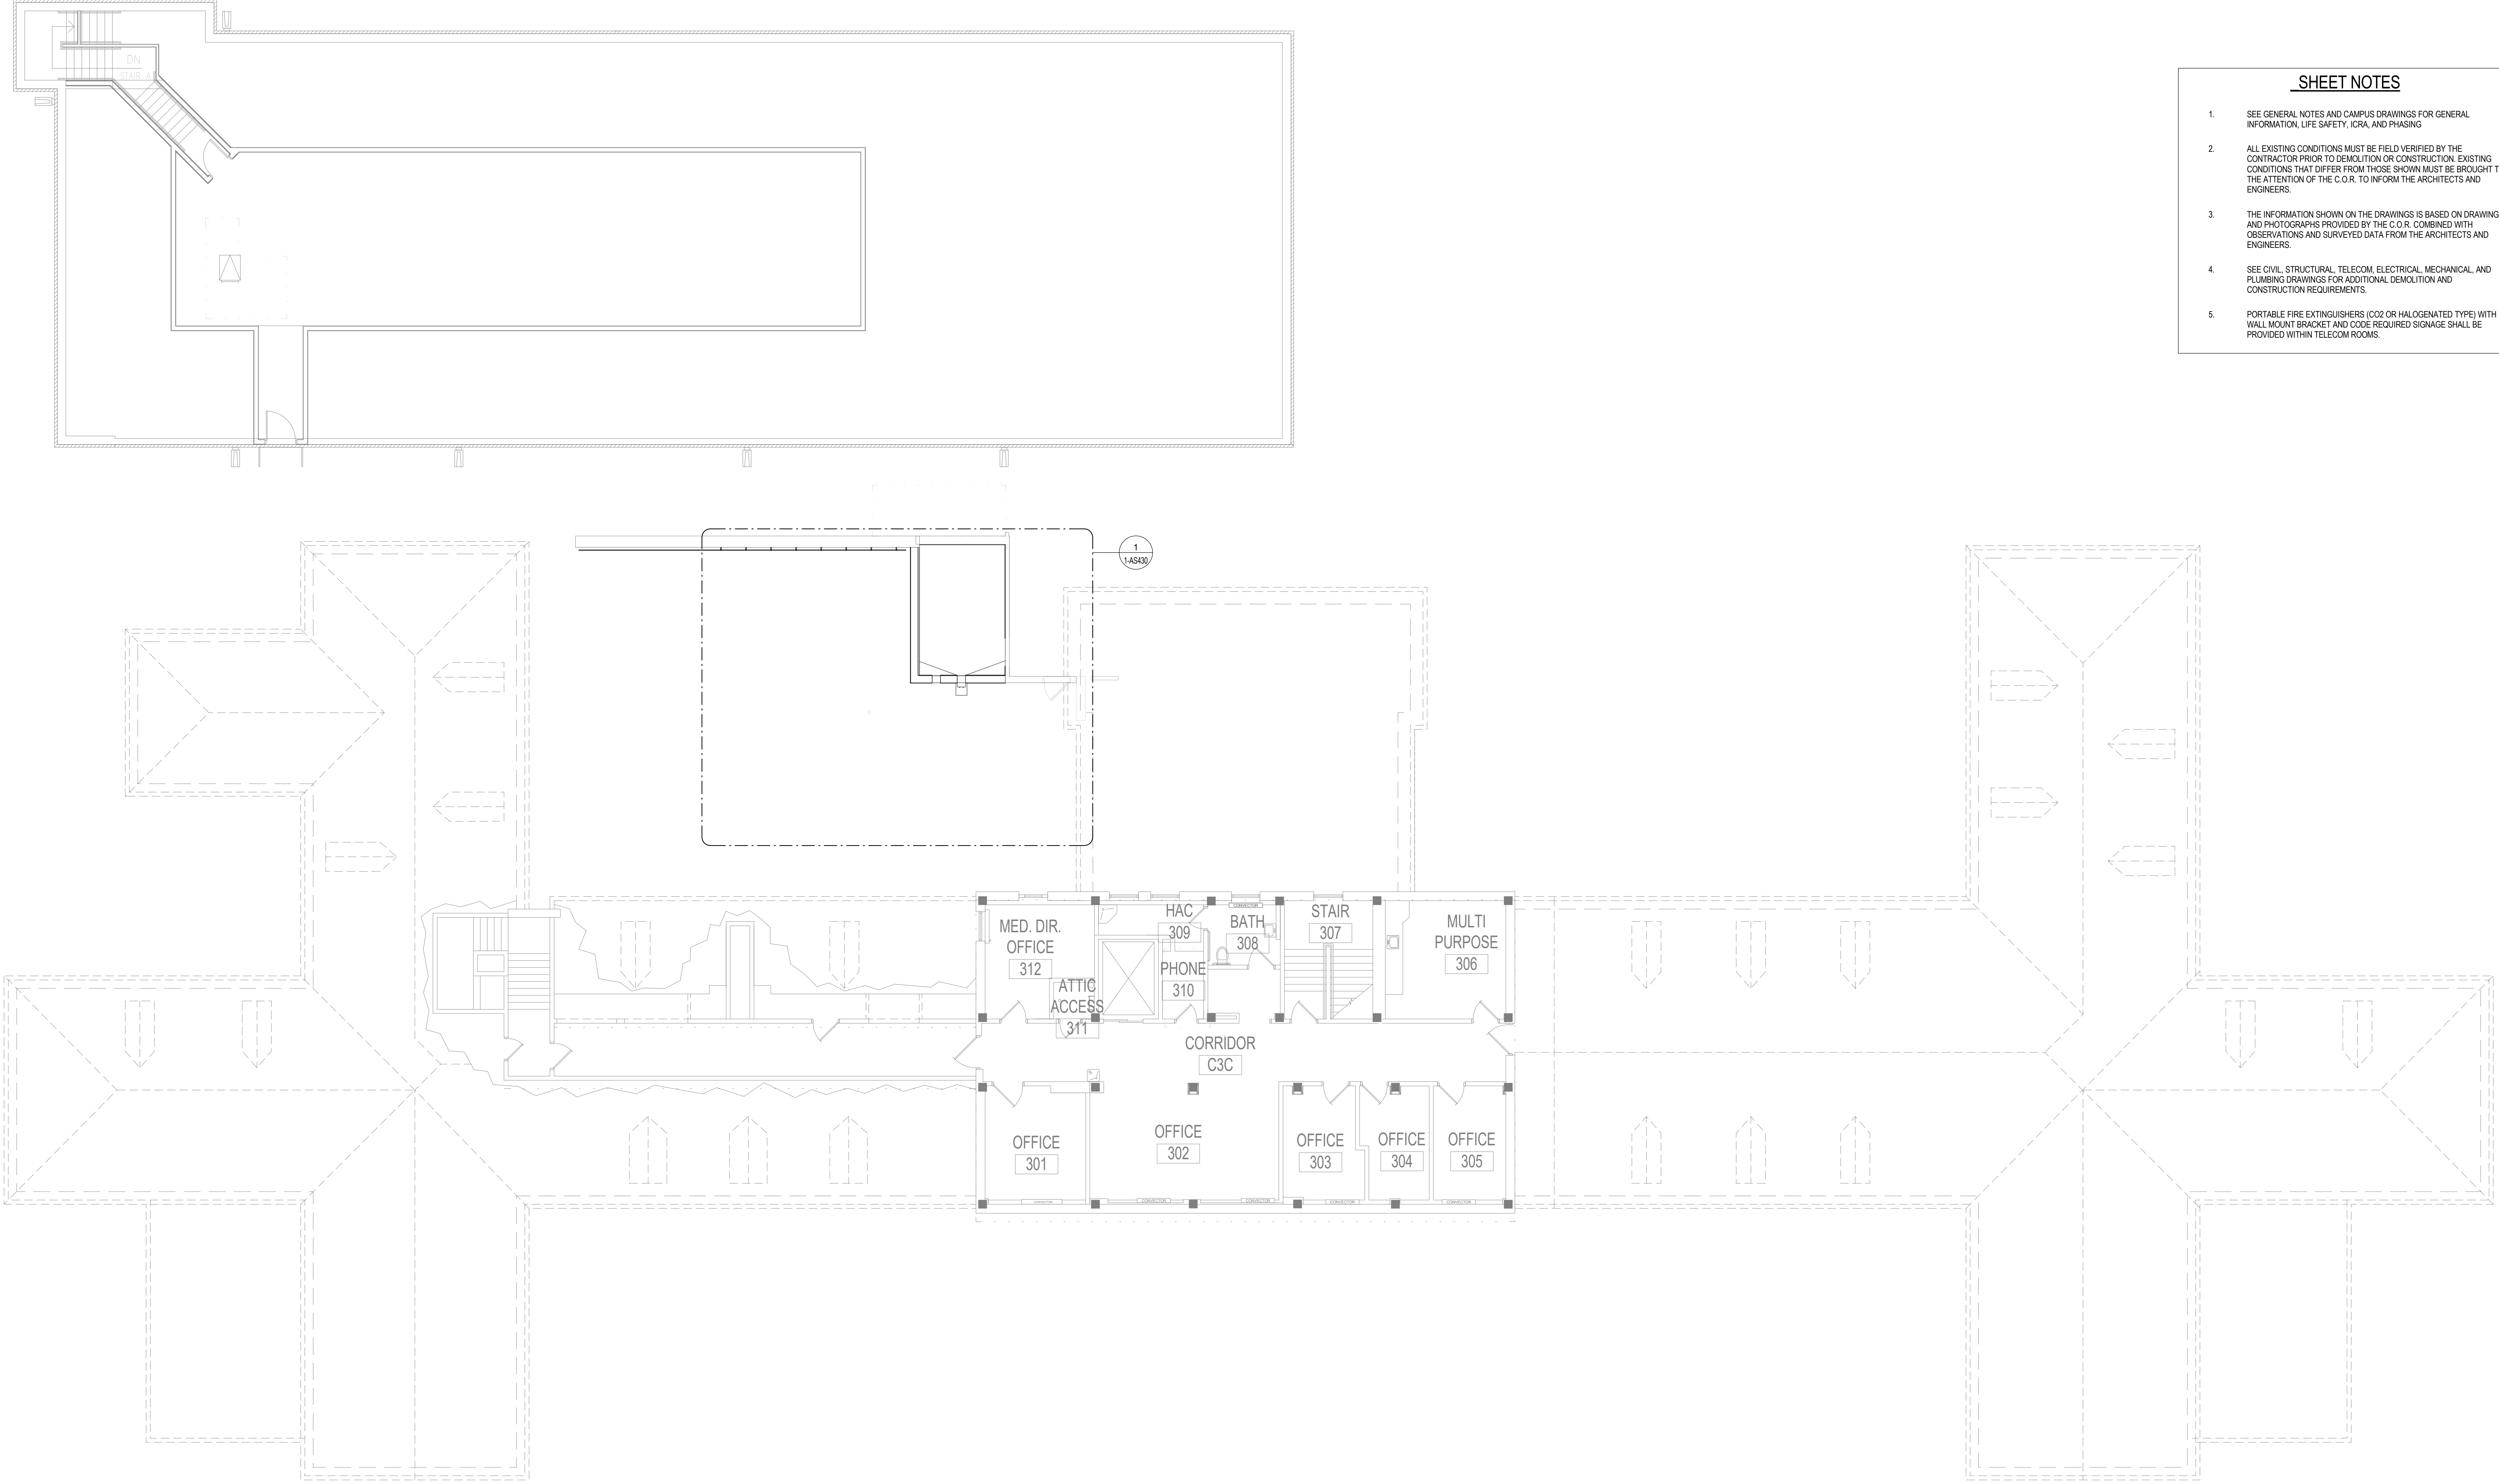 DN
STAIR A
SHEET NOTES
1. SEE GENERAL NOTES AND CAMPUS DRAWINGS FOR GENERAL
INFORMATION, LIFE SAFETY, ICRA, AND PHASING
2. ALL EXISTING CONDITIONS MUST BE FIELD VERIFIED BY THE
CONTRACTOR PRIOR TO DEMOLITION OR CONSTRUCTION. EXISTING
CONDITIONS THAT DIFFER FROM THOSE SHOWN MUST BE BROUGHT T
THE ATTENTION OF THE C.O.R. TO INFORM THE ARCHITECTS AND
ENGINEERS.
3. THE INFORMATION SHOWN ON THE DRAWINGS IS BASED ON DRAWING
AND PHOTOGRAPHS PROVIDED BY THE C.O.R. COMBINED WITH
OBSERVATIONS AND SURVEYED DATA FROM THE ARCHITECTS AND
ENGINEERS.
4. SEE CIVIL, STRUCTURAL, TELECOM, ELECTRICAL, MECHANICAL, AND
PLUMBING DRAWINGS FOR ADDITIONAL DEMOLITION AND
CONSTRUCTION REQUIREMENTS.
5. PORTABLE FIRE EXTINGUISHERS (CO2 OR HALOGENATED TYPE) WITH
WALL MOUNT BRACKET AND CODE REQUIRED SIGNAGE SHALL BE
PROVIDED WITHIN TELECOM ROOMS.
1
1-AS430
MED. DIR.
OFFICE
312
ATTIC
ACCESS
311
HAC
309
PHONE
310
CONVECTOR
BATH
308
STAIR
307
MULTI
PURPOSE
306
CORRIDOR
C3C
OFFICE
301
OFFICE
302
OFFICE
303
OFFICE
304
OFFICE
305
CONVECTOR
CONVECTOR
CONVECTOR
CONVECTOR
CONVECTOR